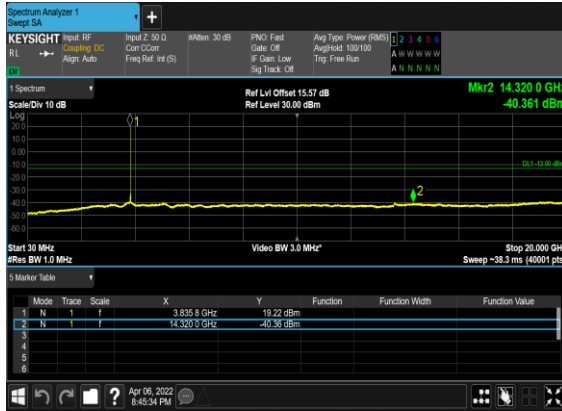 Spectrum Analyzer 1
Swept SA
+
KEYSIGHT Input: RF Input Z: 50 Ω #Atten: 30 dB PNO: Fast Avg Type: Power (RMS) 1 2 3 4 5 6
RL Coupling: DC Corr CCorr Gate: Off Avg|Hold: 100/100 A W W W W W
Align: Auto Freq Ref: Int (S) IF Gain: Low Trig: Free Run
LU Sig Track: Off A N N N N N
1 Spectrum Ref Lvl Offset 15.57 dB Mkr2 14.320 0 GHz
Scale/Div 10 dB Ref Level 30.00 dBm -40.361 dBm
Log
1
20.0
10.0
0.00
-10.0 DL1 -13.00 dBm
-20.0
-30.0 2
-40.0
-50.0
-60.0
Start 30 MHz Video BW 3.0 MHz* Stop 20.000 GHz
#Res BW 1.0 MHz Sweep ~38.3 ms (40001 pts)
5 Marker Table
Mode Trace Scale X Y Function Function Width Function Value
1 N 1 f 3.835 8 GHz 19.22 dBm
2 N 1 f 14.320 0 GHz -40.36 dBm
3
4
5
6
? Apr 06, 2022
8:45:34 PM